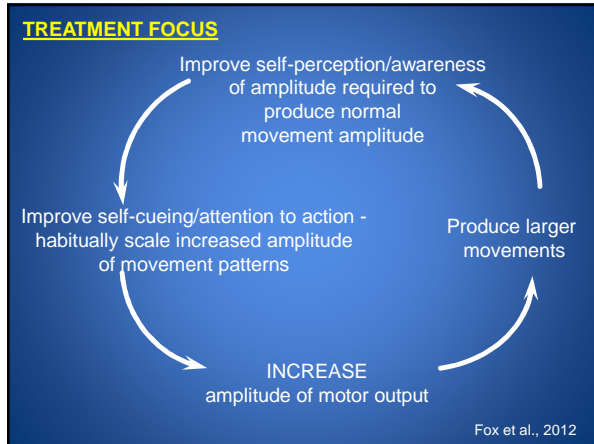 TREATMENT FOCUS
Improve self-perception/awareness
of amplitude required to
produce normal
movement amplitude
Improve self-cueing/attention to action -
habitually scale increased amplitude
of movement patterns
Produce larger
movements
INCREASE
amplitude of motor output
Fox et al., 2012